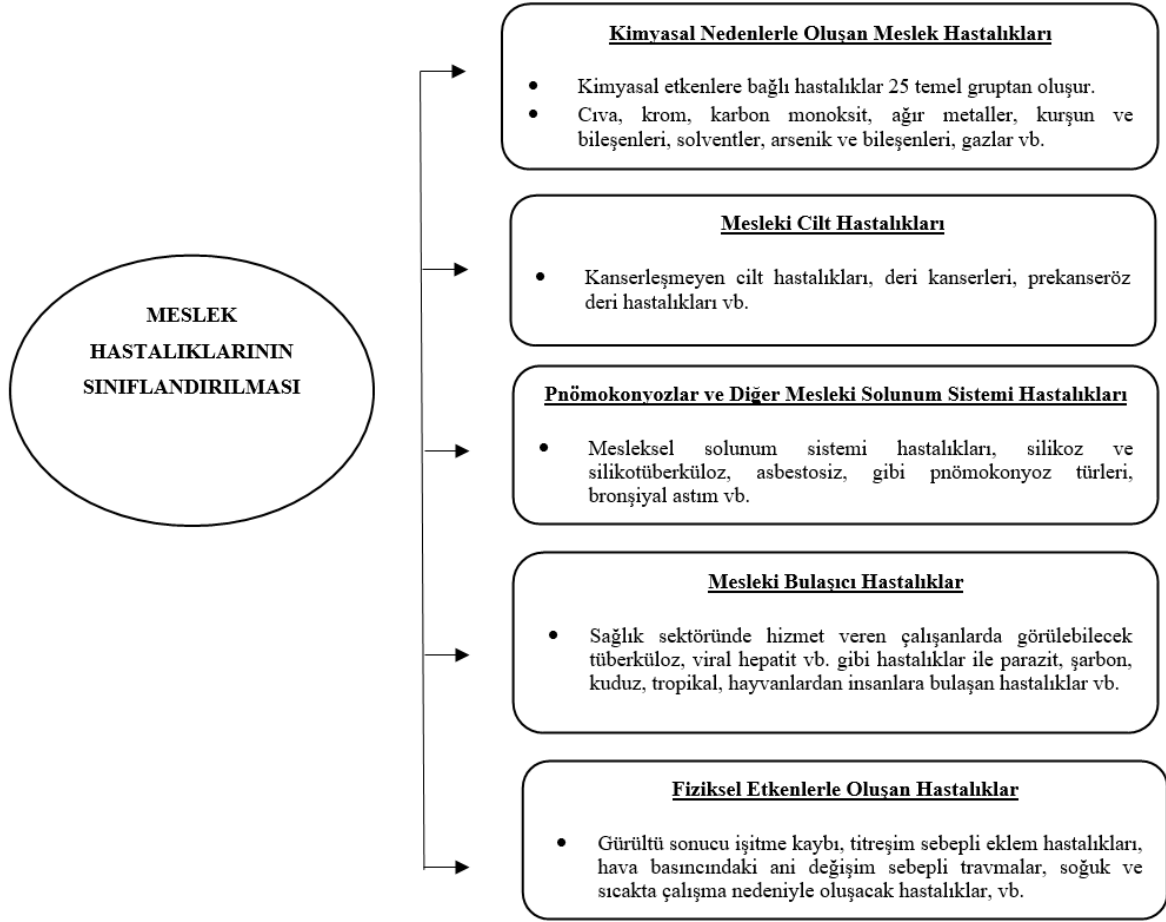 MESLEK
HASTALIKLARININ
SINIFLANDIRILMASI
Kimyasal Nedenlerle Oluşan Meslek Hastalıkları
• Kimyasal etkenlere bağlı hastalıklar 25 temel gruptan oluşur.
• Cıva, krom, karbon monoksit, ağır metaller, kurşun ve
bileşenleri, solventler, arsenik ve bileşenleri, gazlar vb.
Mesleki Cilt Hastalıkları
• Kanserleşmeyen cilt hastalıkları, deri kanserleri, prekanseröz
deri hastalıkları vb.
Pnömokonyozlar ve Diğer Mesleki Solunum Sistemi Hastalıkları
• Mesleksel solunum sistemi hastalıkları, silikoz ve
silikotüberküloz, asbestosiz, gibi pnömokonyoz türleri,
bronşiyal astım vb.
Mesleki Bulaşıcı Hastalıklar
• Sağlık sektöründe hizmet veren çalışanlarda görülebilecek
tüberküloz, viral hepatit vb. gibi hastalıklar ile parazit, şarbon,
kuduz, tropikal, hayvanlardan insanlara bulaşan hastalıklar vb.
Fiziksel Etkenlerle Oluşan Hastalıklar
• Gürültü sonucu işitme kaybı, titreşim sebepli eklem hastalıkları,
hava basıncındaki ani değişim sebepli travmalar, soğuk ve
sıcakta çalışma nedeniyle oluşacak hastalıklar, vb.